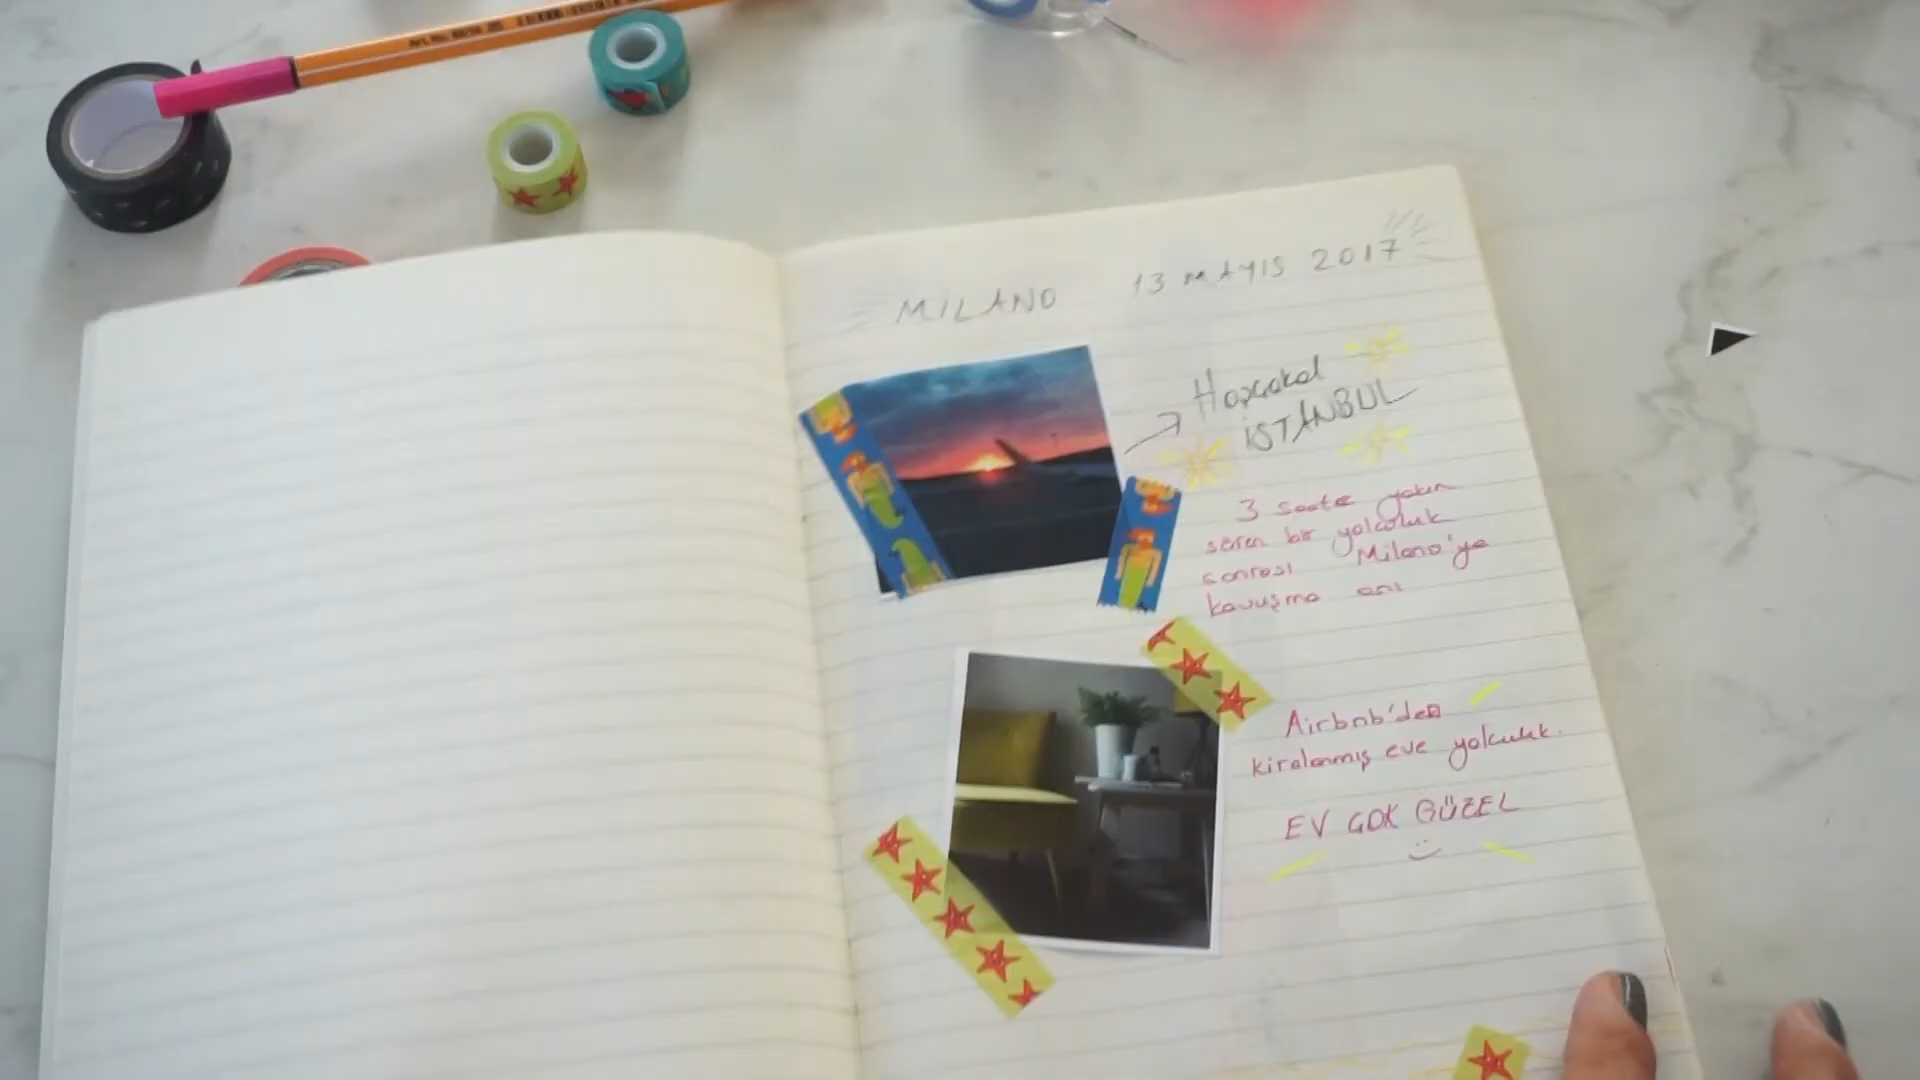 MILANO 13 MAYIS 2017
Hoşçakal
İSTANBUL
3 saate yakın
süren bir yolculuk
sonrası Milano'ya
kavuşma anı
Airbnb'den
kiralanmış eve yolculuk.
EV ÇOK GÜZEL